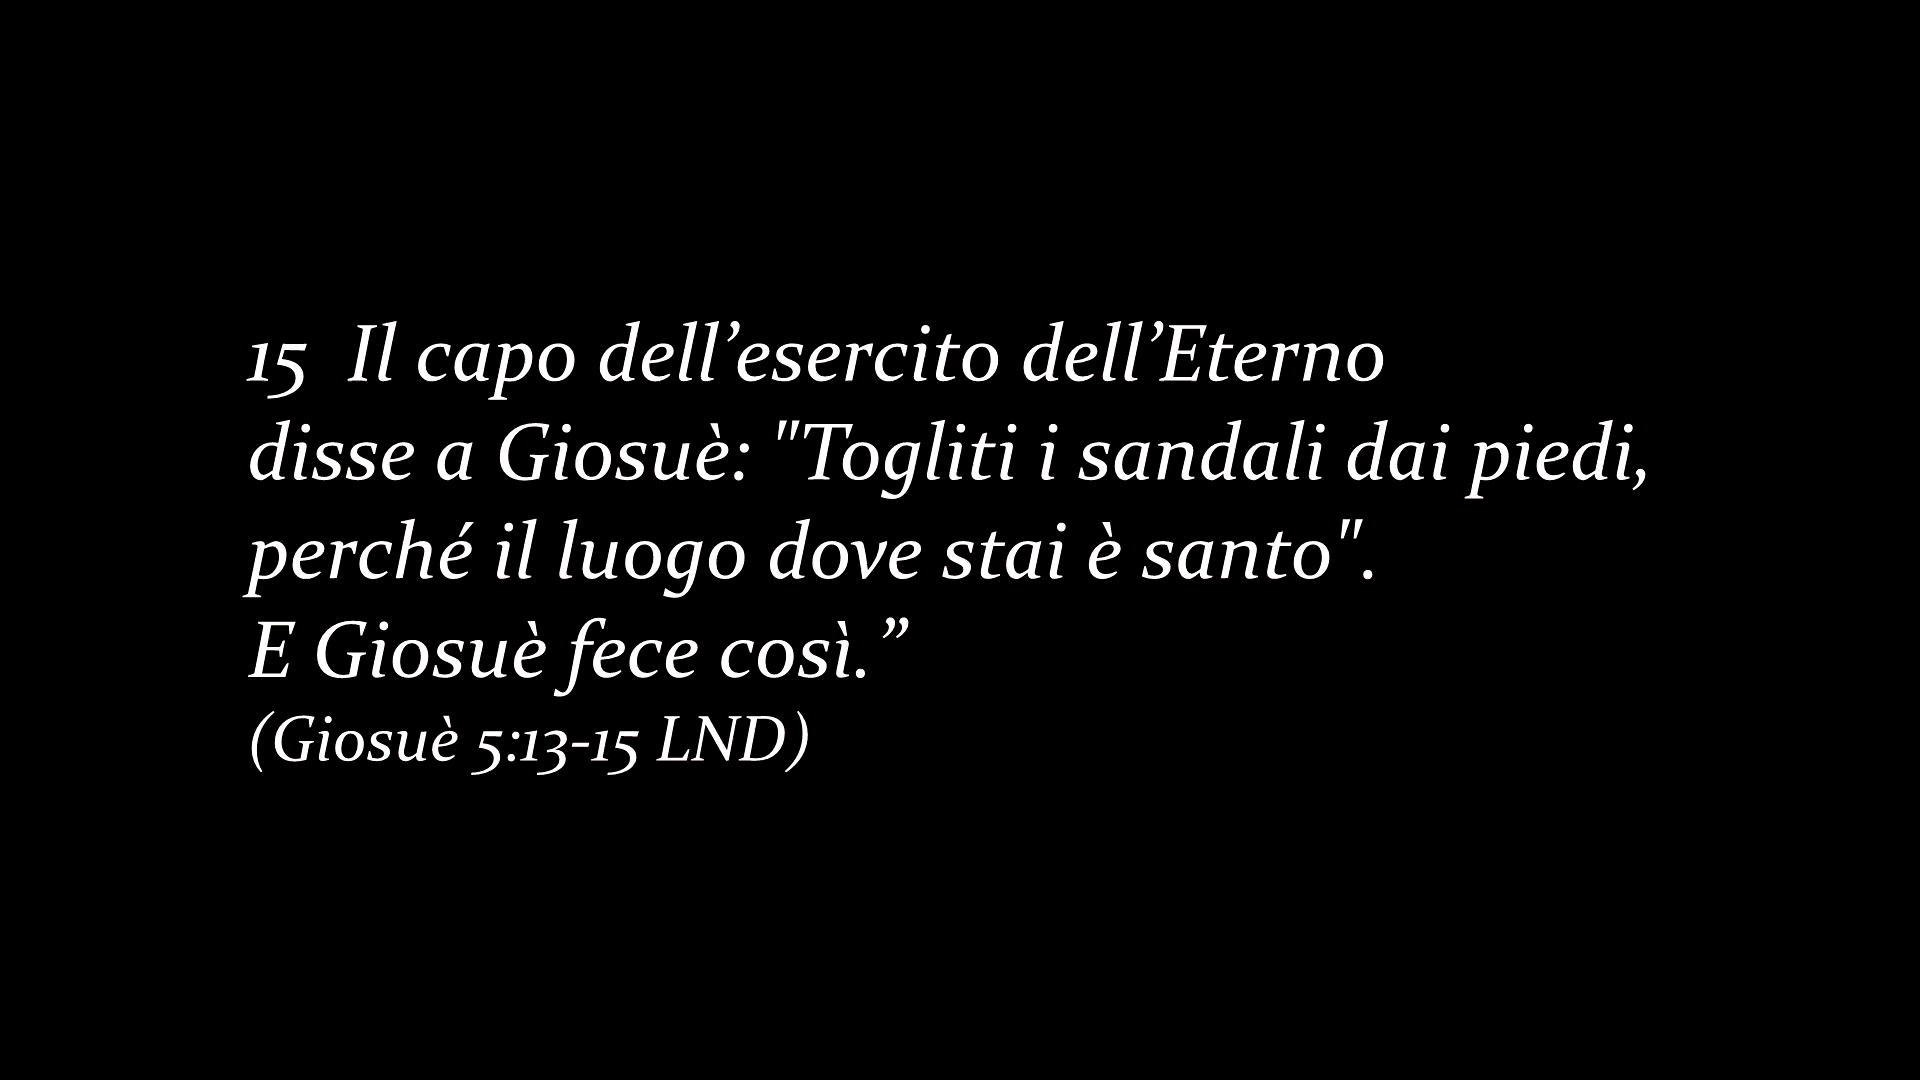 15  Il capo dell’esercito dell’Eterno
disse a Giosuè: "Togliti i sandali dai piedi,
perché il luogo dove stai è santo".
E Giosuè fece così.”
(Giosuè 5:13-15 LND)